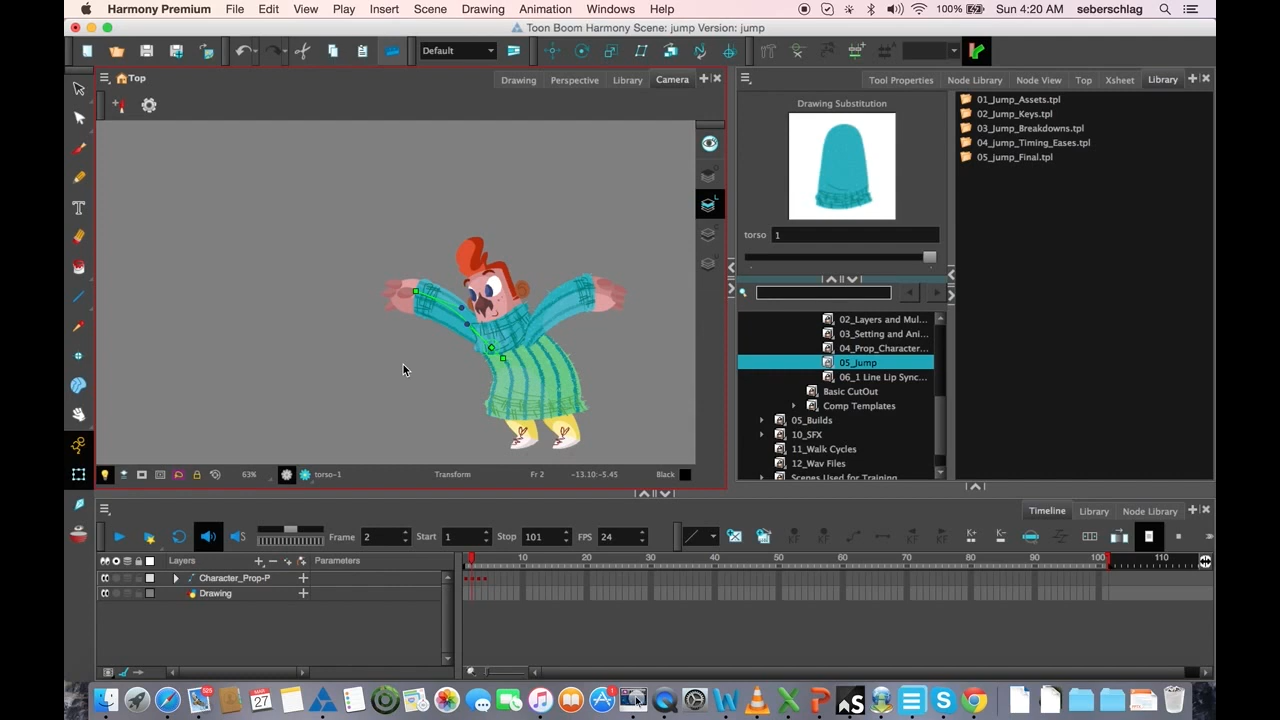 Harmony Premium File Edit View Play Insert Scene Drawing Animation Windows Help 100% Sun 4:20 AM seberschlag
Toon Boom Harmony Scene: jump Version: jump
Default
Top Drawing Perspective Library Camera
Tool Properties Node Library Node View Top Xsheet Library
Drawing Substitution
torso 1
01_Jump_Assets.tpl
02_Jump_Keys.tpl
03_Jump_Breakdowns.tpl
04_jump_Timing_Eases.tpl
05_jump_Final.tpl
02_Layers and Mul...
03_Setting and Ani...
04_Prop_Character...
05_Jump
06_1 Line Lip Sync...
Basic CutOut
Comp Templates
05_Builds
10_SFX
11_Walk Cycles
12_Wav Files
Scenes Used for Training
63% torso-1 Transform Fr 2 -13.10:-5.45 Black
Timeline Library Node Library
Frame 2 Start 1 Stop 101 FPS 24
Layers Parameters 10 20 30 40 50 60 70 80 90 100 110
Character_Prop-P
Drawing